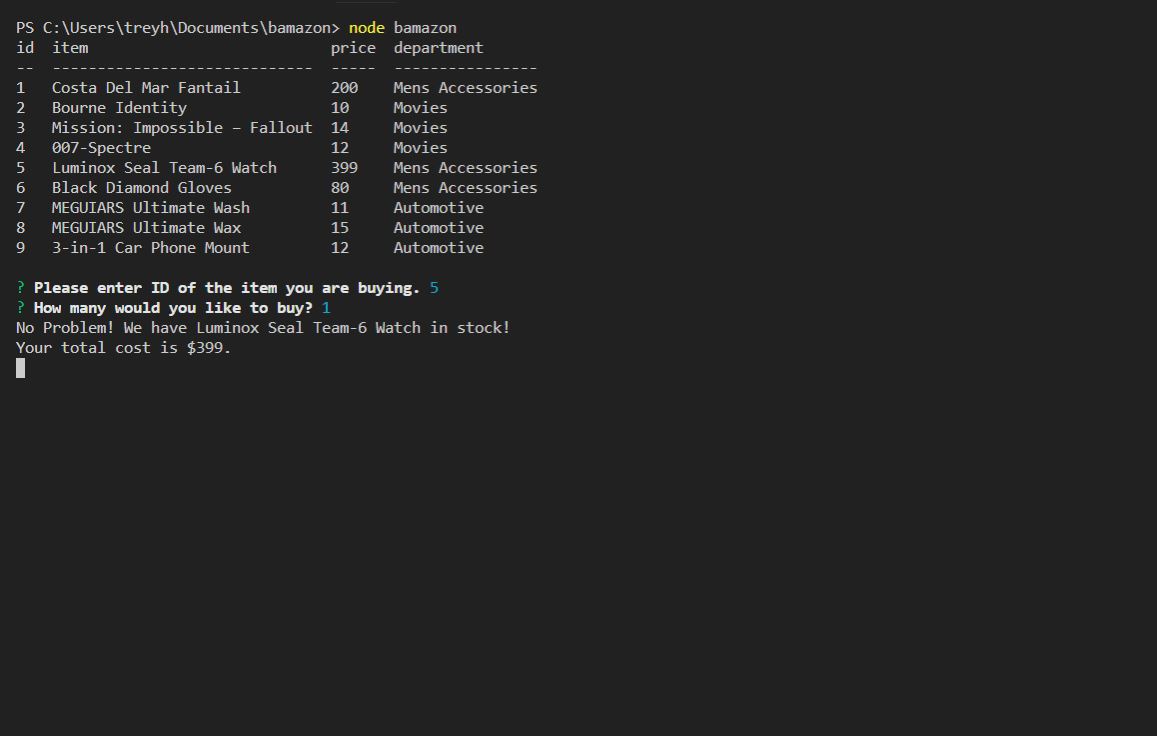 PS C:\Users\treyh\Documents\bamazon> node bamazon
id  item                           price  department
--  -----------------------------  -----  ----------------
1   Costa Del Mar Fantail          200    Mens Accessories
2   Bourne Identity                10     Movies
3   Mission: Impossible – Fallout  14     Movies
4   007-Spectre                    12     Movies
5   Luminox Seal Team-6 Watch      399    Mens Accessories
6   Black Diamond Gloves           80     Mens Accessories
7   MEGUIARS Ultimate Wash         11     Automotive
8   MEGUIARS Ultimate Wax          15     Automotive
9   3-in-1 Car Phone Mount         12     Automotive
? Please enter ID of the item you are buying. 5
? How many would you like to buy? 1
No Problem! We have Luminox Seal Team-6 Watch in stock!
Your total cost is $399.